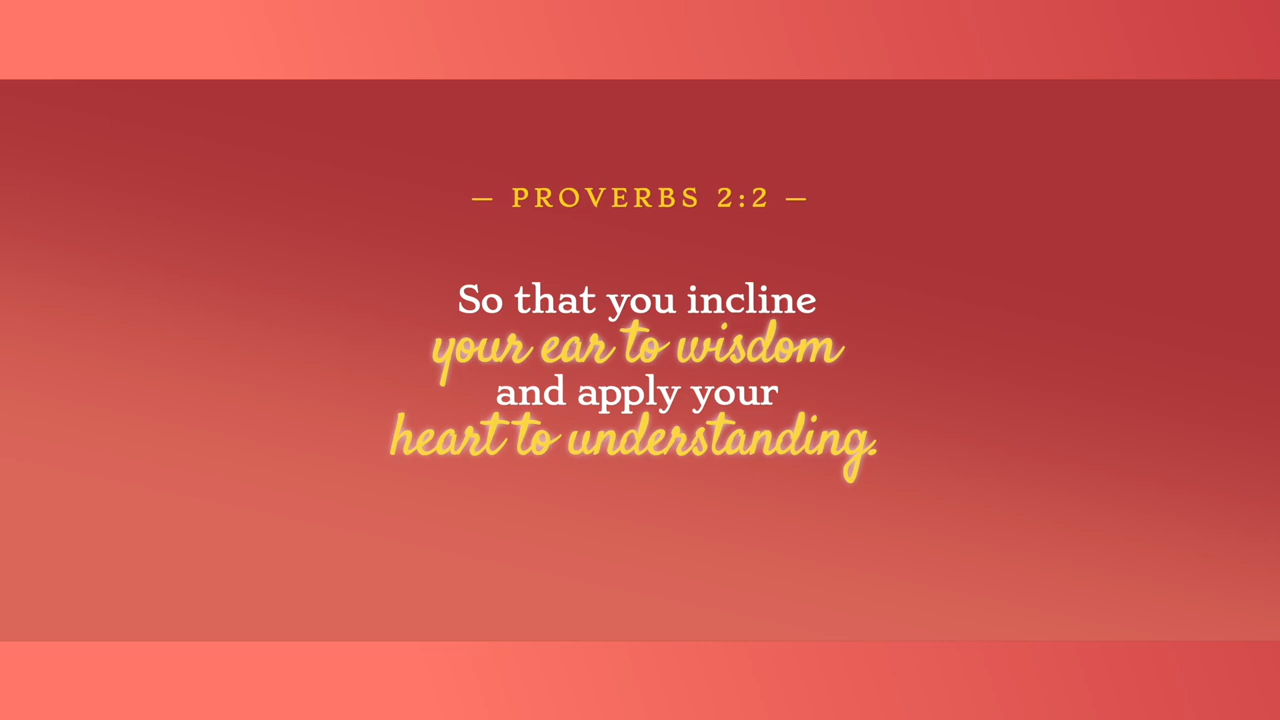 — PROVERBS 2:2 —
So that you incline
your ear to wisdom
and apply your
heart to understanding.